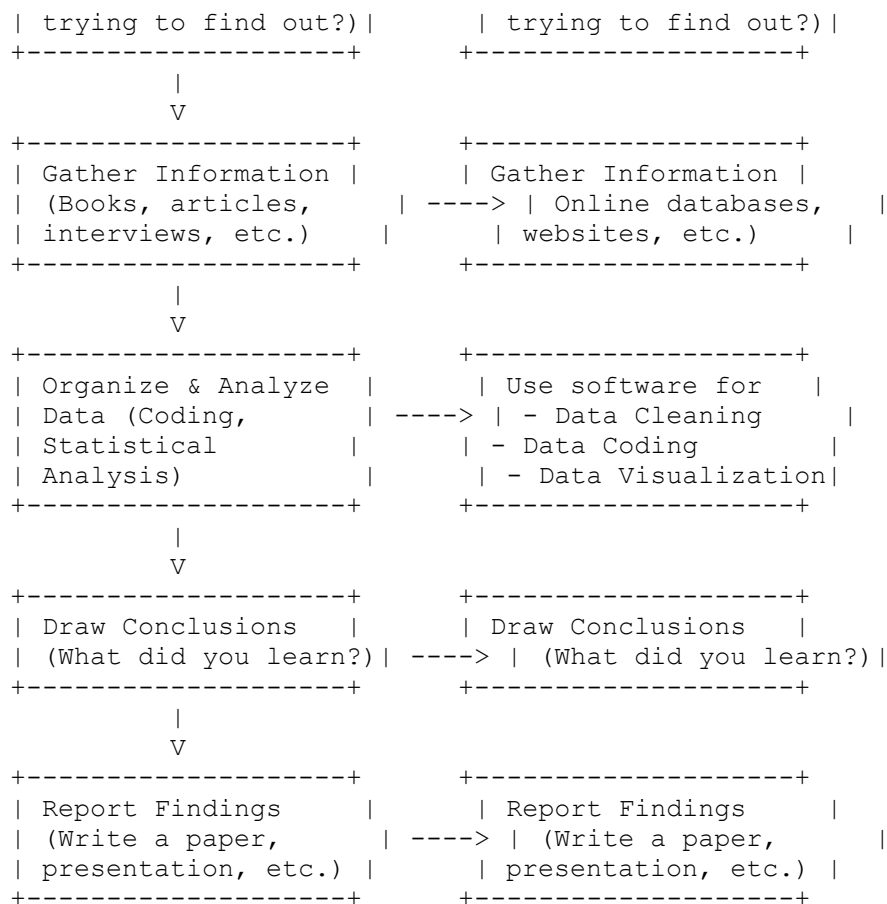 | trying to find out?)|      | trying to find out?)|
+--------------------+      +--------------------+
          |
          V
+--------------------+      +--------------------+
| Gather Information |      | Gather Information |
| (Books, articles,      | ----> | Online databases,   |
| interviews, etc.)   |      | websites, etc.)     |
+--------------------+      +--------------------+
          |
          V
+--------------------+      +--------------------+
| Organize & Analyze  |      | Use software for   |
| Data (Coding,       | ----> | - Data Cleaning     |
| Statistical        |      | - Data Coding        |
| Analysis)           |      | - Data Visualization|
+--------------------+      +--------------------+
          |
          V
+--------------------+      +--------------------+
| Draw Conclusions   |      | Draw Conclusions   |
| (What did you learn?)| ----> | (What did you learn?)|
+--------------------+      +--------------------+
          |
          V
+--------------------+      +--------------------+
| Report Findings     |      | Report Findings     |
| (Write a paper,      | ----> | (Write a paper,      |
| presentation, etc.) |      | presentation, etc.) |
+--------------------+      +--------------------+